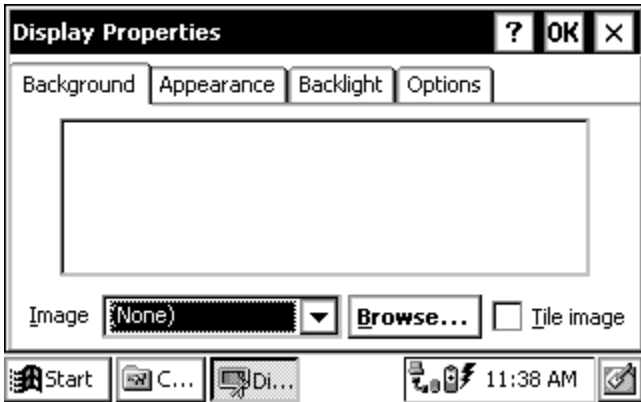 Display Properties ? OK ×
Background Appearance Backlight Options
Image (None) Browse... Tile image
Start C... Di... 11:38 AM